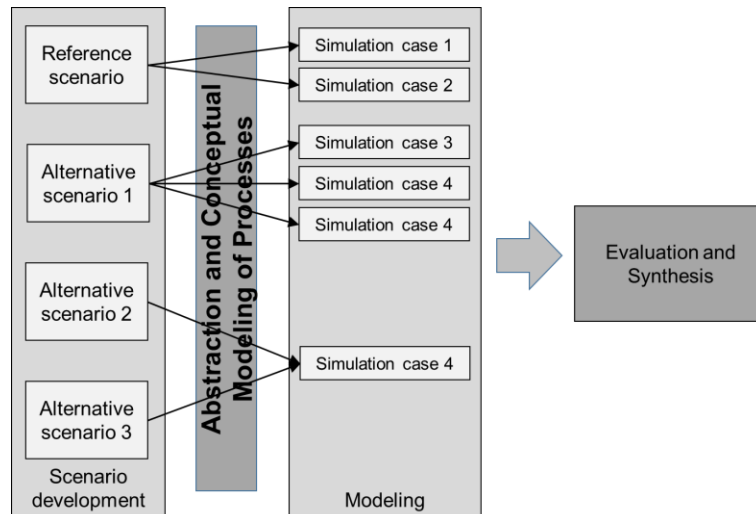 Reference
scenario
Alternative
scenario 1
Alternative
scenario 2
Alternative
scenario 3
Scenario
development
Abstraction and Conceptual
Modeling of Processes
Simulation case 1
Simulation case 2
Simulation case 3
Simulation case 4
Simulation case 4
Simulation case 4
Modeling
Evaluation and
Synthesis